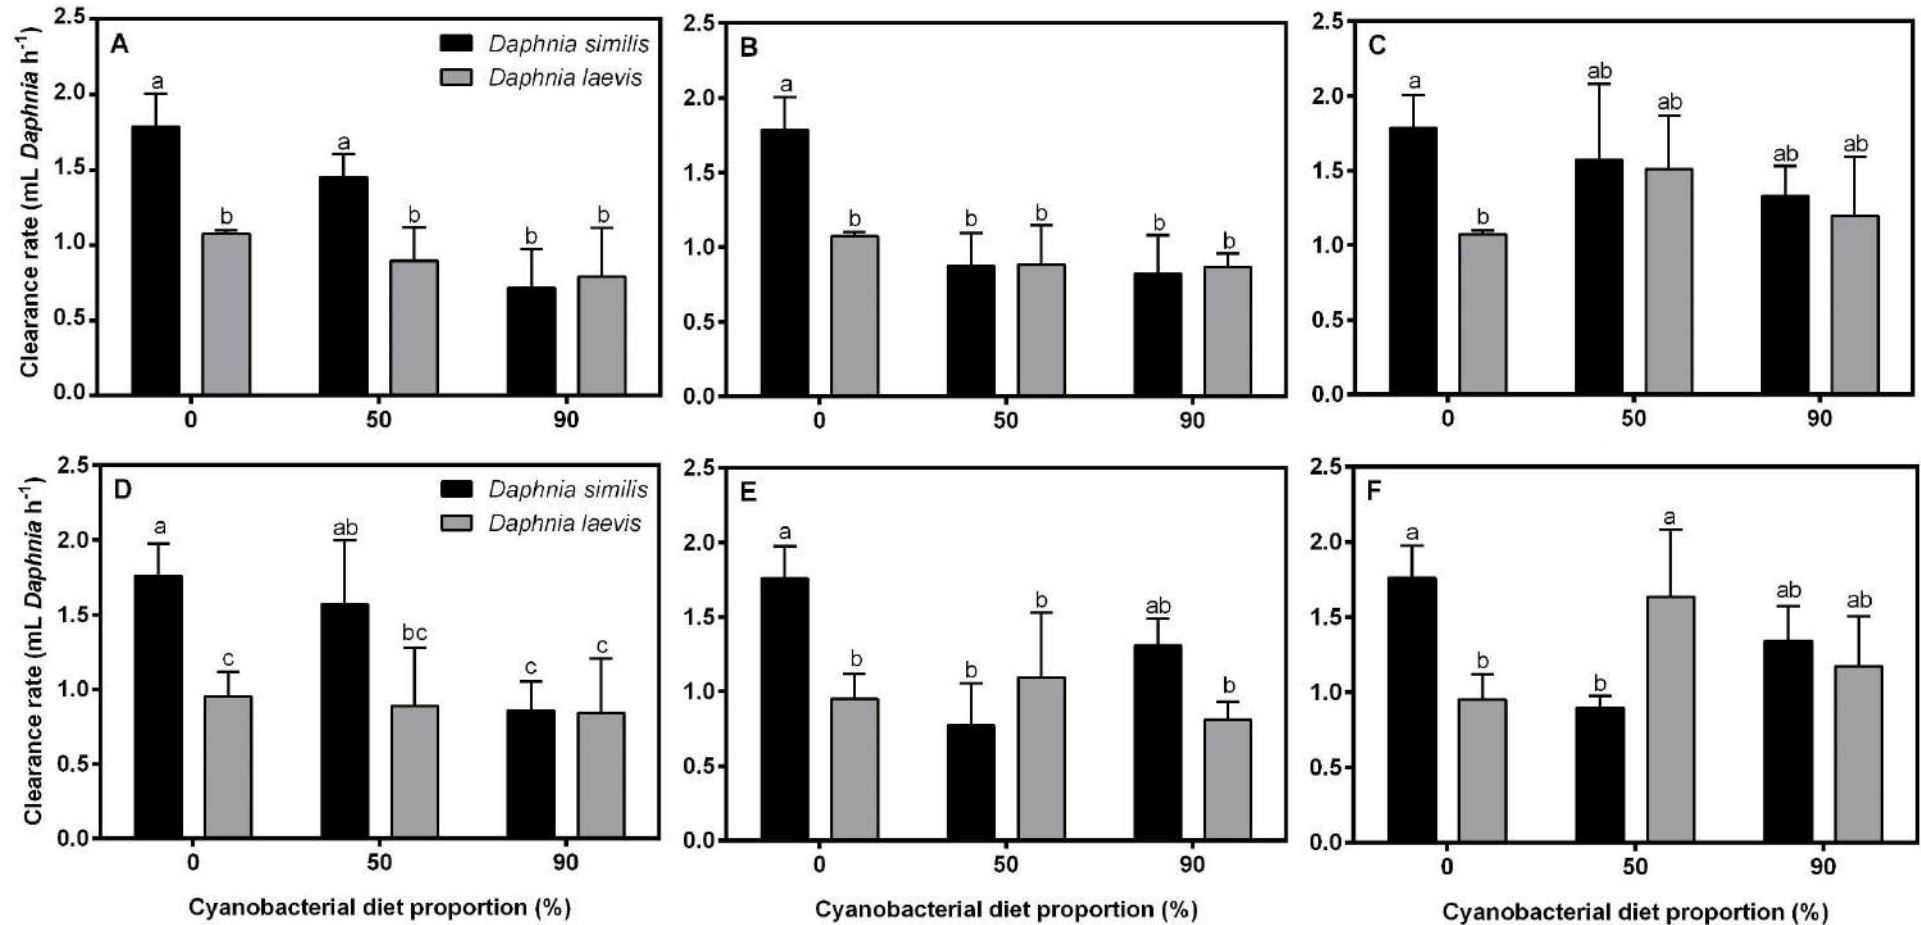 A
Daphnia similis
Daphnia laevis
Clearance rate (mL Daphnia h-1)
2.5
2.0
1.5
1.0
0.5
0.0
a
b
a
b
b
b
0
50
90
B
2.5
2.0
1.5
1.0
0.5
0.0
a
b
b
b
b
b
0
50
90
C
2.5
2.0
1.5
1.0
0.5
0.0
a
b
ab
ab
ab
ab
0
50
90
D
Daphnia similis
Daphnia laevis
Clearance rate (mL Daphnia h-1)
2.5
2.0
1.5
1.0
0.5
0.0
a
c
ab
bc
c
c
0
50
90
Cyanobacterial diet proportion (%)
E
2.5
2.0
1.5
1.0
0.5
0.0
a
b
b
b
ab
b
0
50
90
Cyanobacterial diet proportion (%)
F
2.5
2.0
1.5
1.0
0.5
0.0
a
b
b
a
ab
ab
0
50
90
Cyanobacterial diet proportion (%)